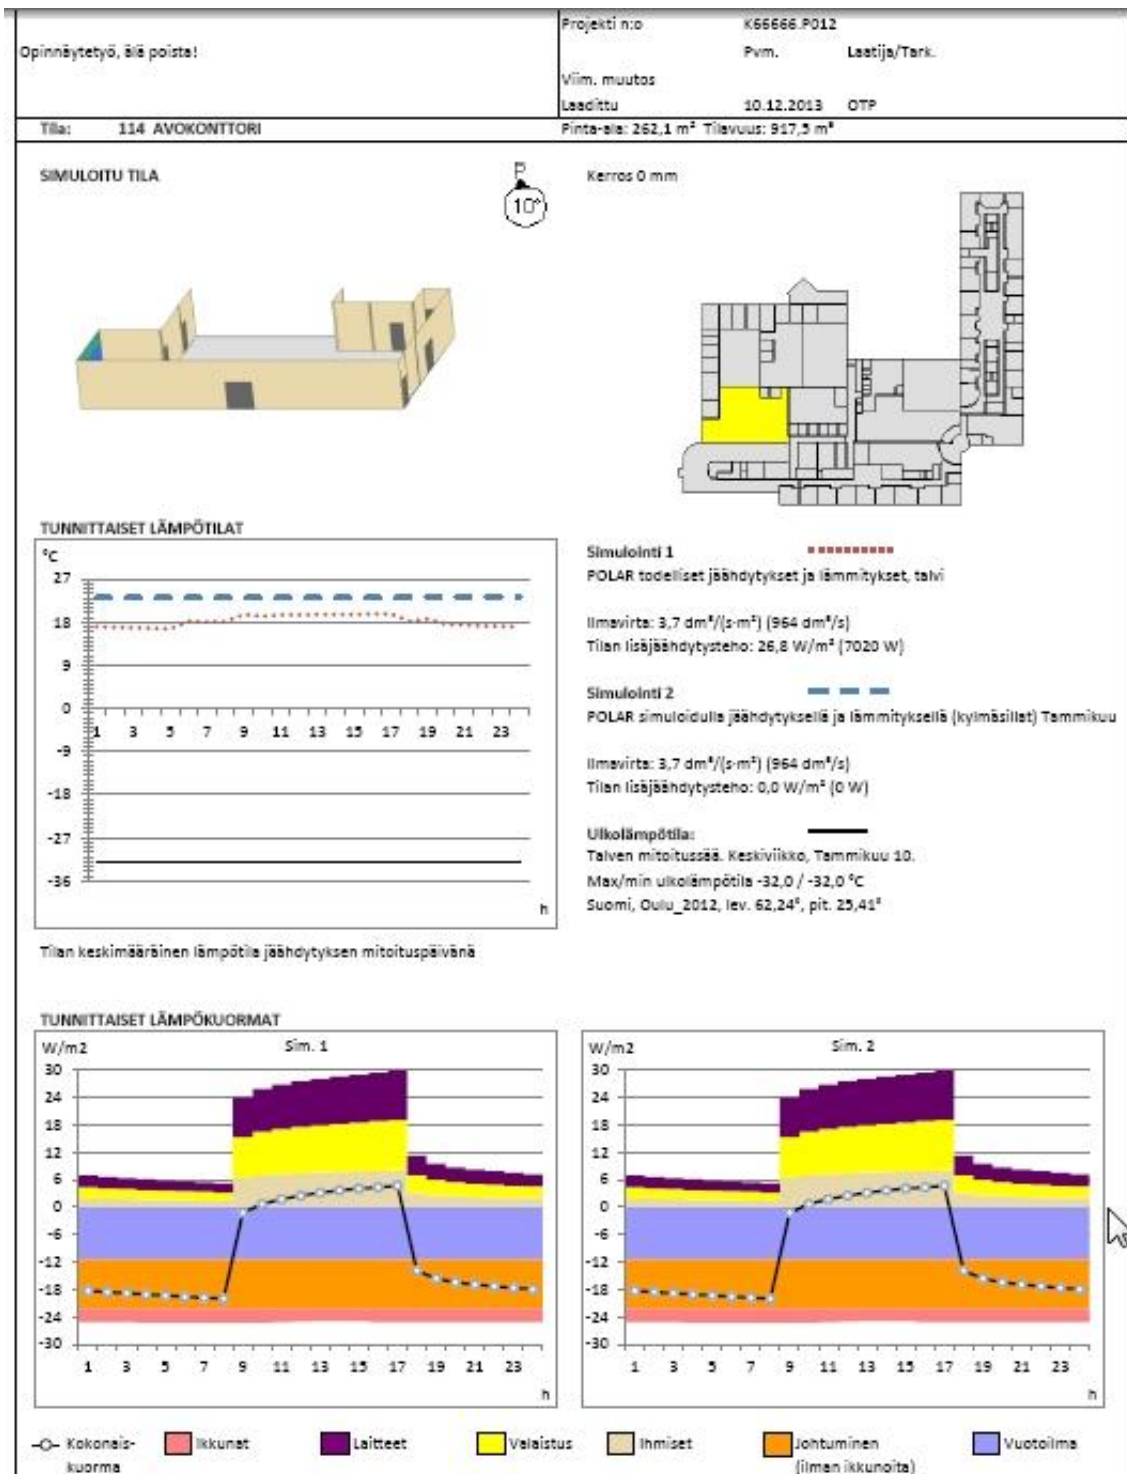 Opinnäytetyö, älä poista!
Projekti n:o K66666.P012
Pvm. Laatija/Tark.
Viim. muutos
Laadittu 10.12.2013 OTP
Tila: 114 AVOKONTTORI
Pinta-ala: 262,1 m² Tilavuus: 917,5 m³
SIMULOITU TILA
P
10°
Kerros 0 mm
TUNNITTAISET LÄMPÖTILAT
°C
27
18
9
0
-9
-18
-27
-36
1 3 5 7 9 11 13 15 17 19 21 23
h
Simulointi 1
POLAR todelliset jäähdytykset ja lämmitykset, talvi
Ilmavirta: 3,7 dm³/(s·m²) (964 dm³/s)
Tilan lisäjäähdytysteho: 26,8 W/m² (7020 W)
Simulointi 2
POLAR simuloidulla jäähdytyksellä ja lämmityksellä (kylmäsillat) Tammikuu
Ilmavirta: 3,7 dm³/(s·m²) (964 dm³/s)
Tilan lisäjäähdytysteho: 0,0 W/m² (0 W)
Ulkolämpötila:
Talven mitoitussää. Keskiviikko, Tammikuu 10.
Max/min ulkolämpötila -32,0 / -32,0 °C
Suomi, Oulu_2012, lev. 62,24°, pit. 25,41°
Tilan keskimääräinen lämpötila jäähdytyksen mitoituspäivänä
TUNNITTAISET LÄMPÖKUORMAT
W/m2 Sim. 1
30
24
18
12
6
0
-6
-12
-18
-24
-30
1 3 5 7 9 11 13 15 17 19 21 23
h
W/m2 Sim. 2
30
24
18
12
6
0
-6
-12
-18
-24
-30
1 3 5 7 9 11 13 15 17 19 21 23
h
Kokonais- Ikkunat Laitteet Valaistus Ihmiset Johtuminen Vuotoilma
kuorma (ilman ikkunoita)